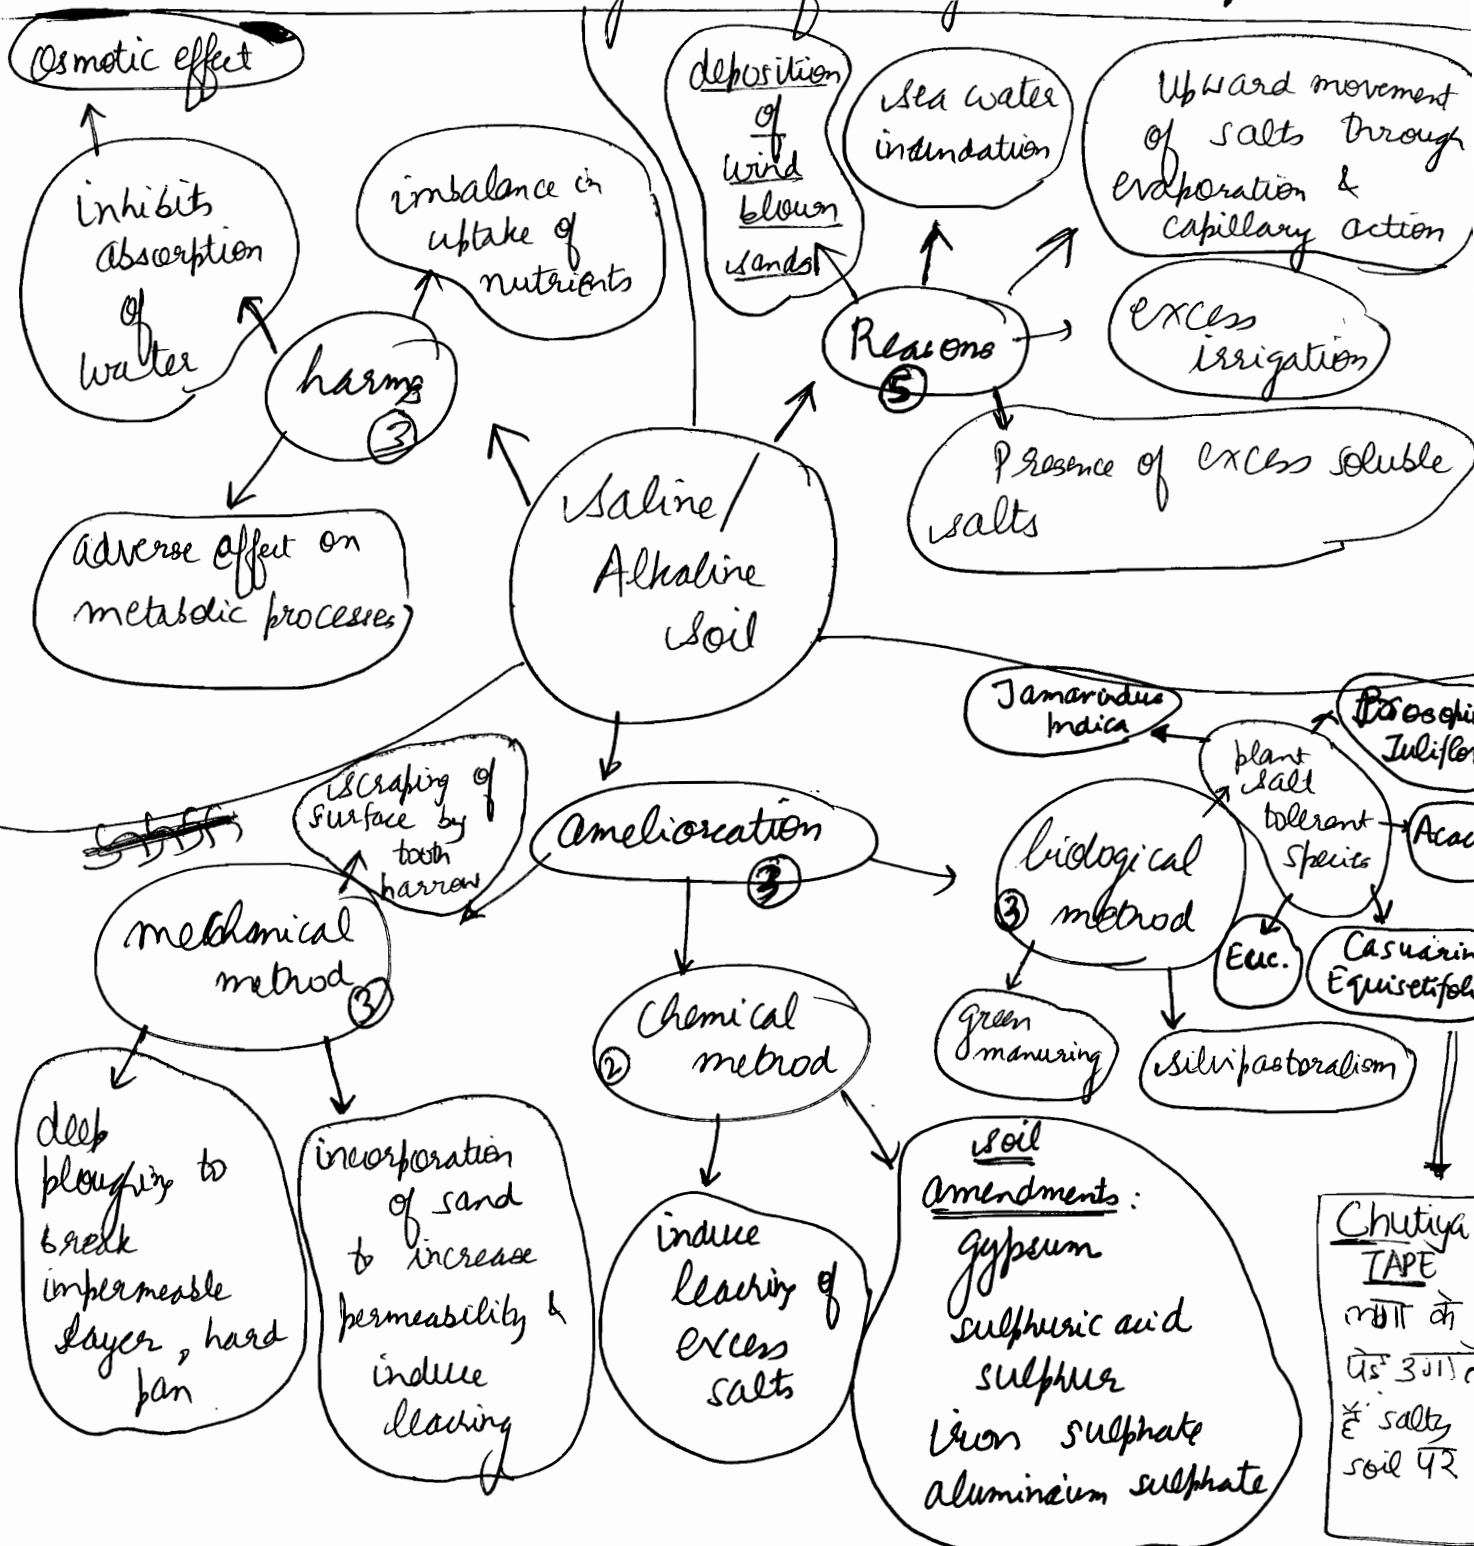 Osmotic effect
inhibits
absorption
of
water
imbalance in
uptake of
nutrients
harms
3
adverse effect on
metabolic processes
deposition
of
wind
blown
sands
sea water
inundation
Upward movement
of salts through
evaporation &
capillary action
Reasons
5
excess
irrigation
Presence of excess soluble
salts
Saline/
Alkaline
Soil
amelioration
3
scraping of
surface by
tooth
harrow
mechanical
method
3
deep
ploughing to
break
impermeable
layer, hard
pan
incorporation
of sand
to increase
permeability &
induce
leaching
Chemical
method
2
induce
leaching of
excess
salts
soil
amendments:
gypsum
sulphuric acid
sulphur
iron sulphate
aluminium sulphate
biological
method
3
green
manuring
silvipastoralism
plant
salt
tolerant
species
Tamarindus
Indica
Euc.
Equisetifol
Chutiya
TAPE
salty
soil पर